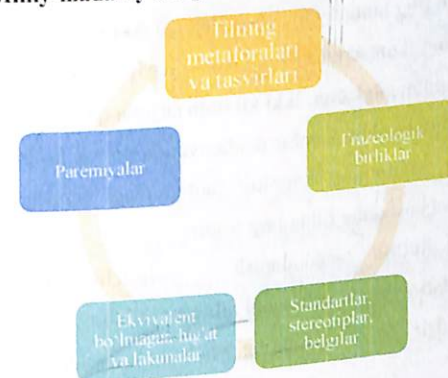 Tilning
metaforalari
va tasvirlari
Frazeologik
birliklar
Paremiyalar
Standartlar,
stereotiplar,
belgilar
Ekvivalent
bo'lmagan lug'at
va lakunalar